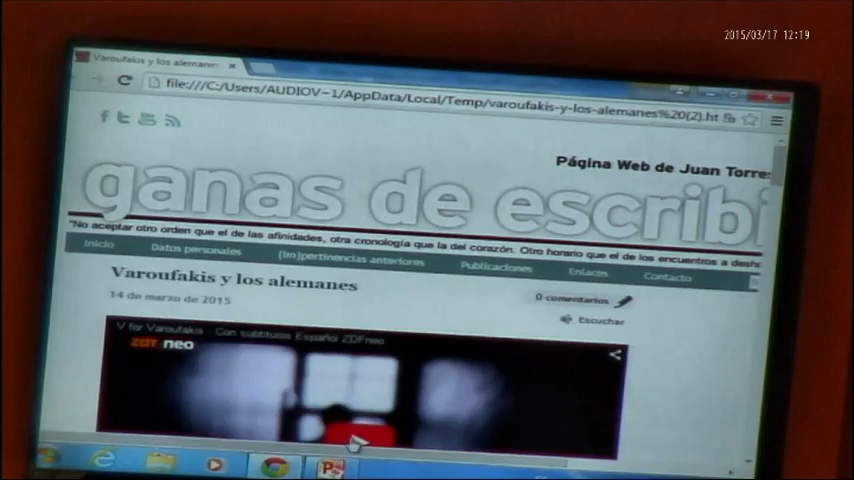 2015/03/17 12:19
Varoufakis y los alemanes
file:///C:/Users/AUDIOV~1/AppData/Local/Temp/varoufakis-y-los-alemanes%20(2).ht
Página Web de Juan Torre
ganas de escribi
"No aceptar otro orden que el de las afinidades, otra cronología que la del corazón. Otro horario que el de los encuentros a desh
Inicio Datos personales (Im)pertinencias anteriores Publicaciones Enlaces Contacto
Varoufakis y los alemanes
14 de marzo de 2015
0 comentarios
Escuchar
V for Varoufakis - Con subtítulos Español ZDFneo
ZDF neo